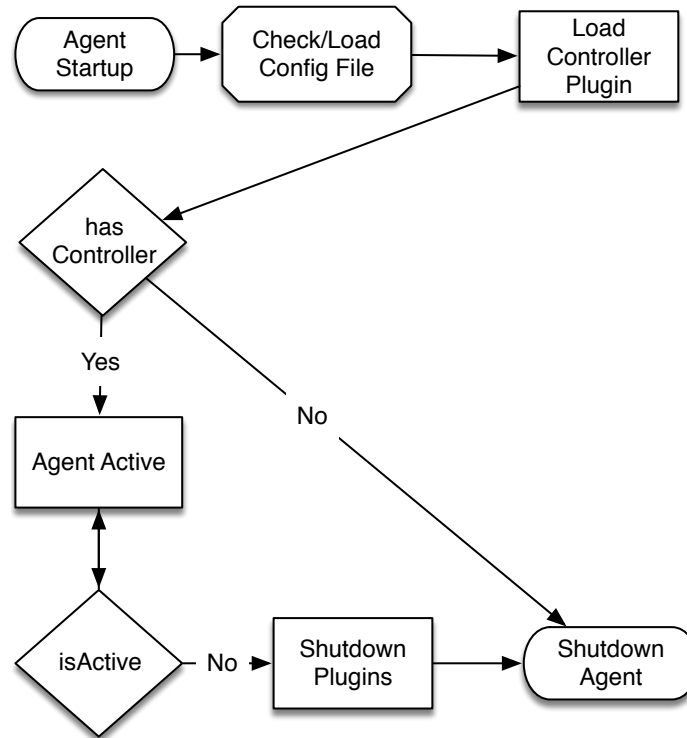 Agent
Startup
Check/Load
Config File
Load
Controller
Plugin
has
Controller
Yes
No
Agent Active
isActive
No
Shutdown
Plugins
Shutdown
Agent